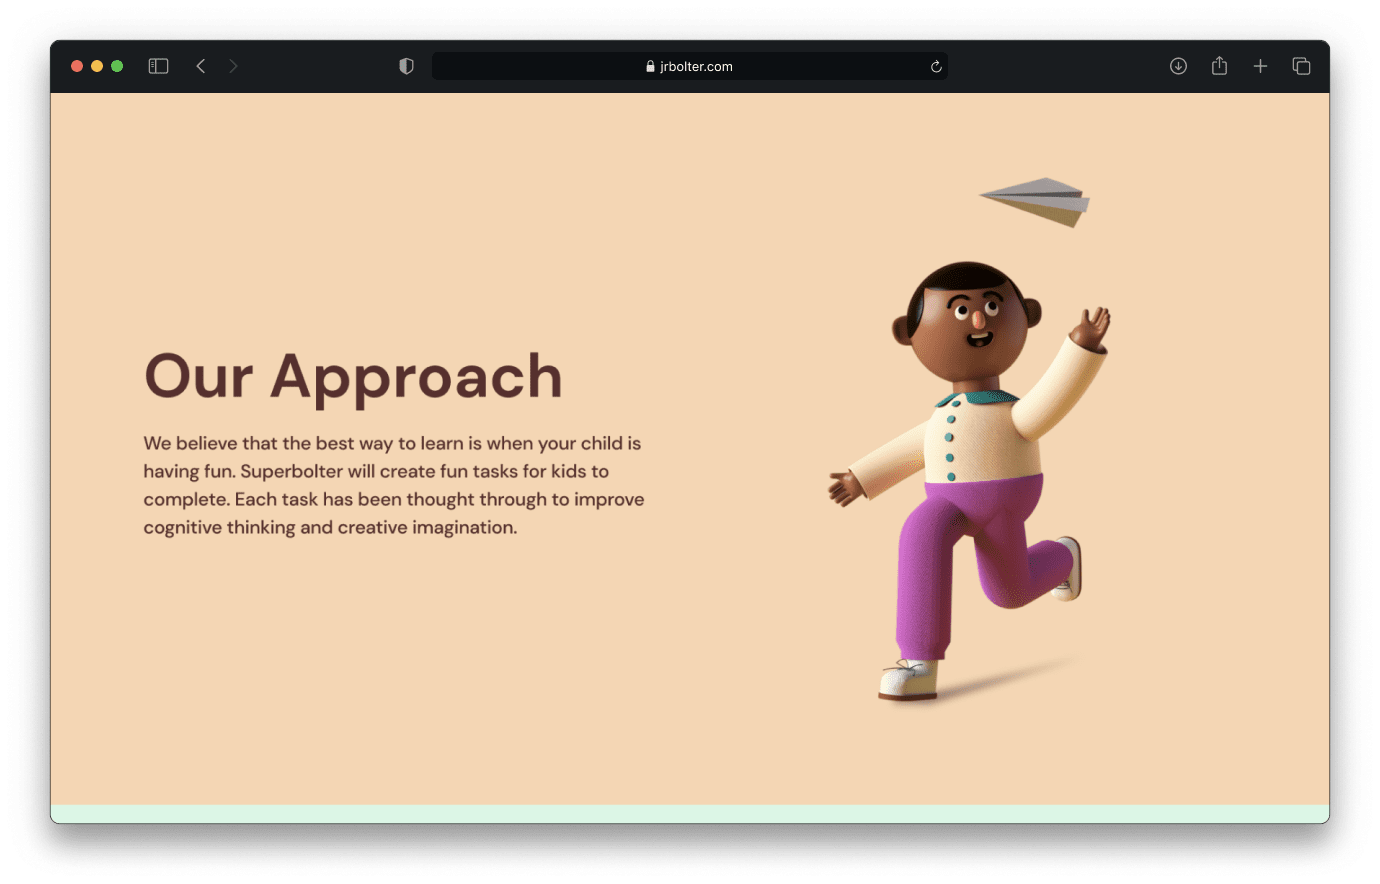 jrbolter.com
Our Approach
We believe that the best way to learn is when your child is
having fun. Superbolter will create fun tasks for kids to
complete. Each task has been thought through to improve
cognitive thinking and creative imagination.